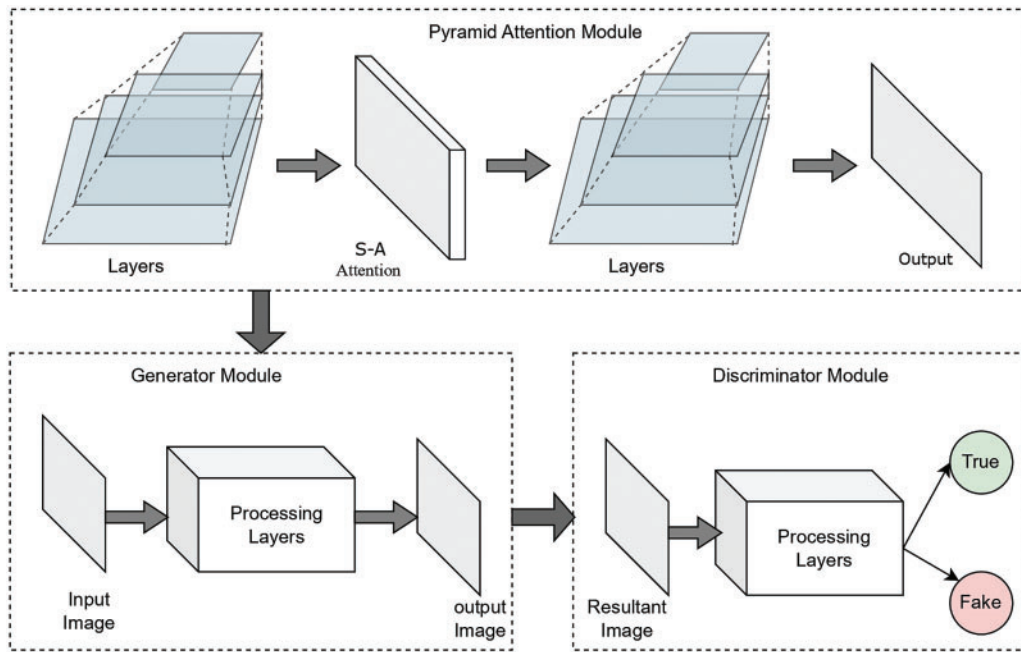 Pyramid Attention Module
Layers
S-A
Attention
Layers
Output
Generator Module
Input
Image
Processing
Layers
output
Image
Discriminator Module
Resultant
Image
Processing
Layers
True
Fake